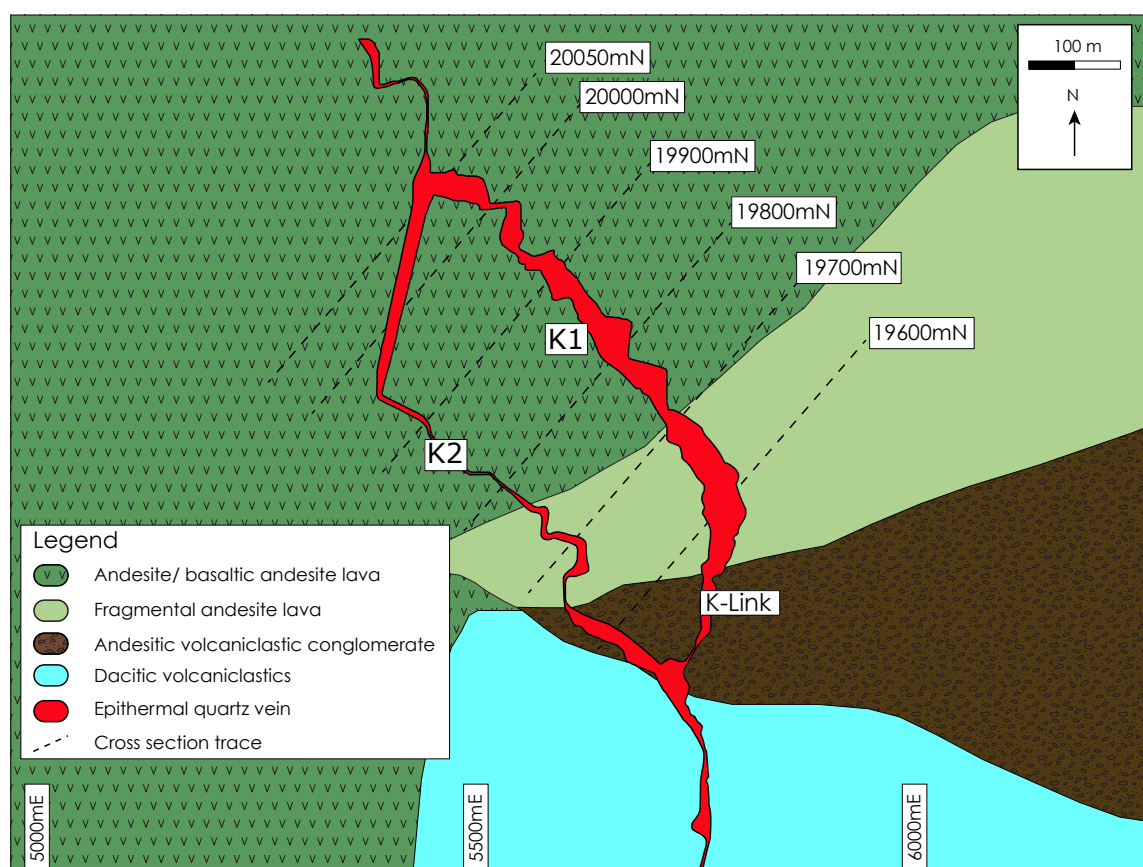 20050mN
20000mN
19900mN
19800mN
19700mN
19600mN
100 m
N
K1
K2
K-Link
Legend
Andesite/ basaltic andesite lava
Fragmental andesite lava
Andesitic volcaniclastic conglomerate
Dacitic volcaniclastics
Epithermal quartz vein
Cross section trace
5000mE
5500mE
6000mE